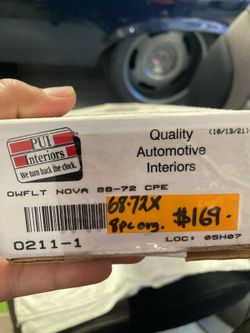 PUI
Interiors
We turn back the clock.
Quality
Automotive
Interiors
(10/13/21)
OWFLT NOVA 68-72 CPE
68-72X
8pc org.
$169-
0211-1
LOC: 05H07